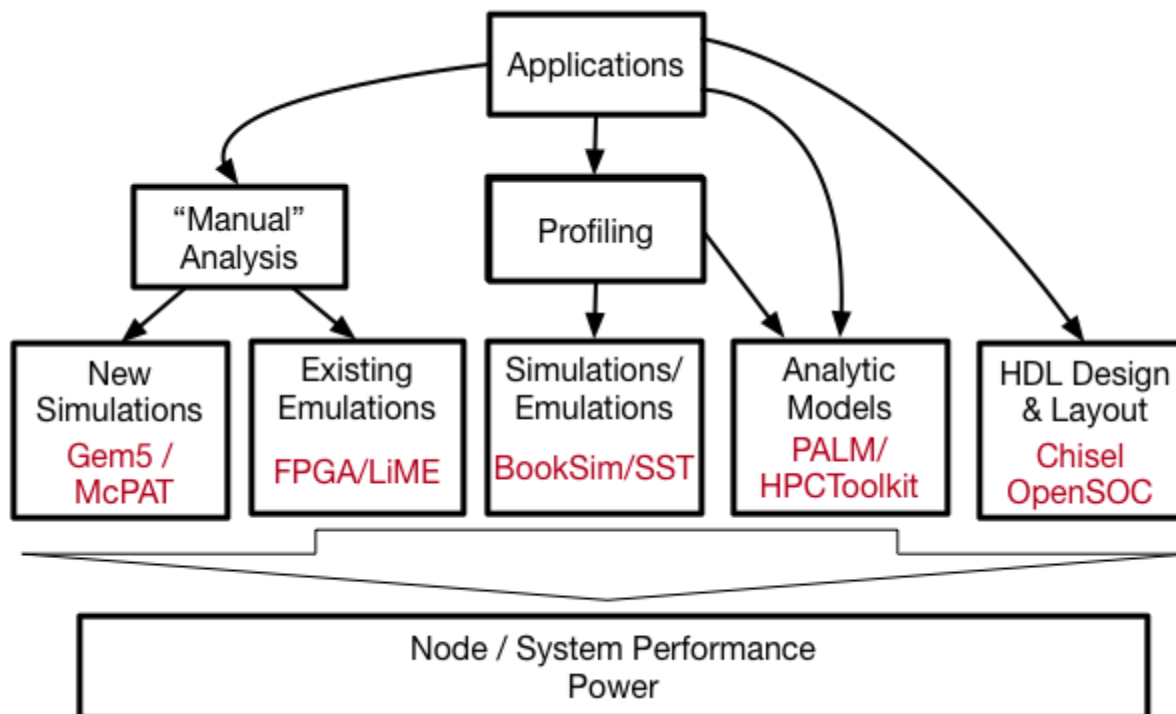 Applications
“Manual”
Analysis
Profiling
New
Simulations
Gem5 /
McPAT
Existing
Emulations
FPGA/LiME
Simulations/
Emulations
BookSim/SST
Analytic
Models
PALM/
HPCToolkit
HDL Design
& Layout
Chisel
OpenSOC
Node / System Performance
Power